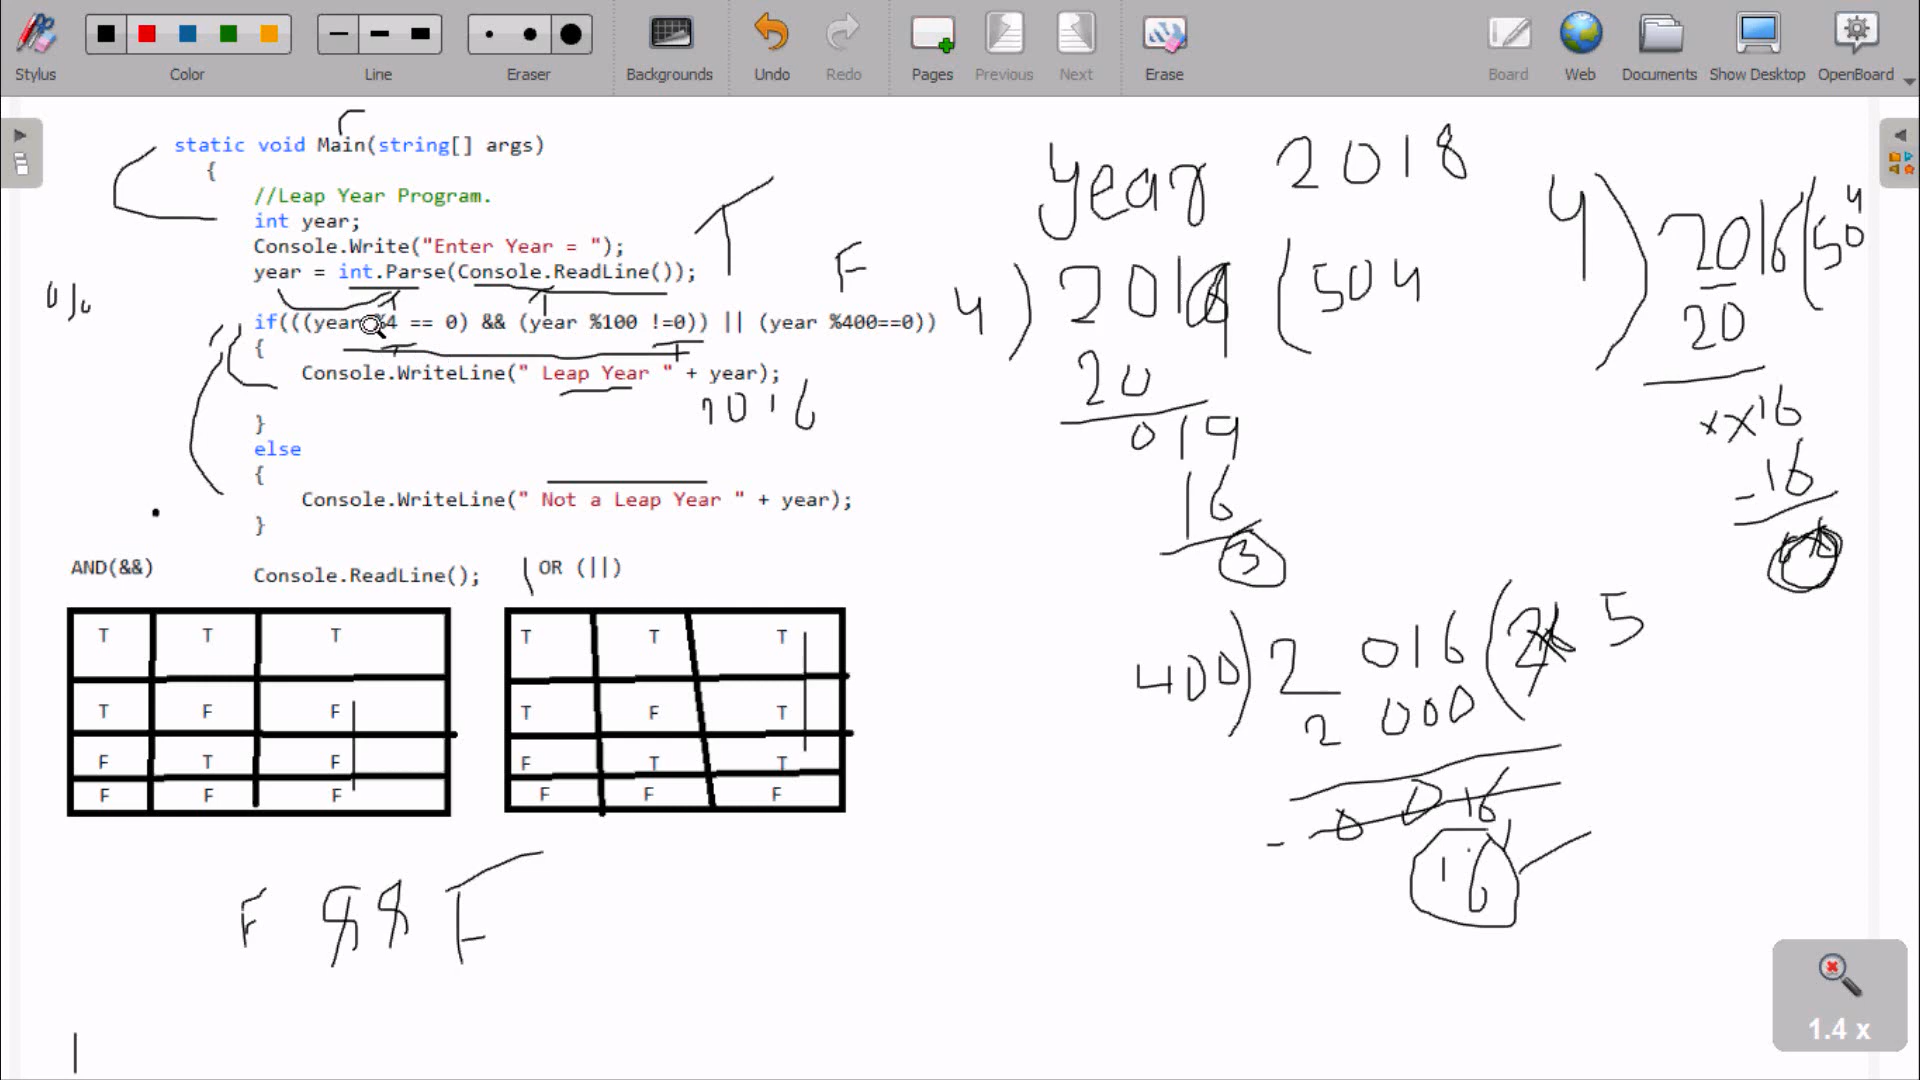 Stylus Color Line Eraser Backgrounds Undo Redo Pages Previous Next Erase Board Web Documents Show Desktop OpenBoard
static void Main(string[] args)
{
//Leap Year Program.
int year;
Console.Write("Enter Year = ");
year = int.Parse(Console.ReadLine());
T
F
%
if(((year %4 == 0) && (year %100 !=0)) || (year %400==0))
{
Console.WriteLine(" Leap Year " + year);
2016
}
else
{
Console.WriteLine(" Not a Leap Year " + year);
}
Console.ReadLine();
AND(&&)
T T T
T F F
F T F
F F F
OR (||)
T T T
T F T
F T T
F F F
F && F
year 2018
4) 2019 (504
20
019
16
3
4) 2016 (504
20
xx16
-16
400) 2016 ( 5
2000
0016
16
1.4 x